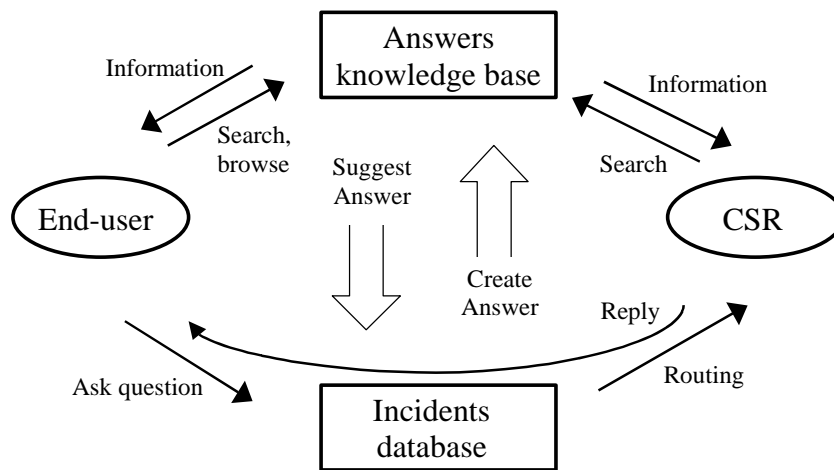 Answers
knowledge base
Information
Information
Search,
browse
Search
Suggest
Answer
End-user
CSR
Create
Answer
Reply
Ask question
Routing
Incidents
database